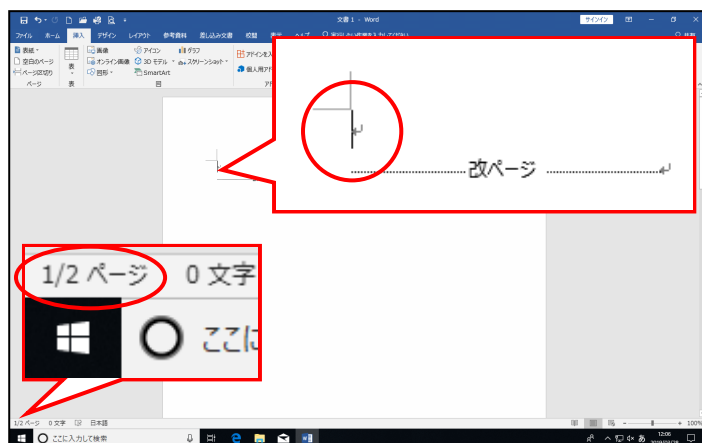 文書 1 - Word
サインイン
ファイル ホーム 挿入 デザイン レイアウト 参考資料 差し込み文書 校閲
共有
表紙
空白のページ
ページ区切り
ページ
表
表
画像
オンライン画像
図形
アイコン
3D モデル
SmartArt
グラフ
スクリーンショット
図
改ページ
1/2 ページ 0 文字
ここに
1/2 ページ 0 文字 日本語
100%
ここに入力して検索
あ
12:06